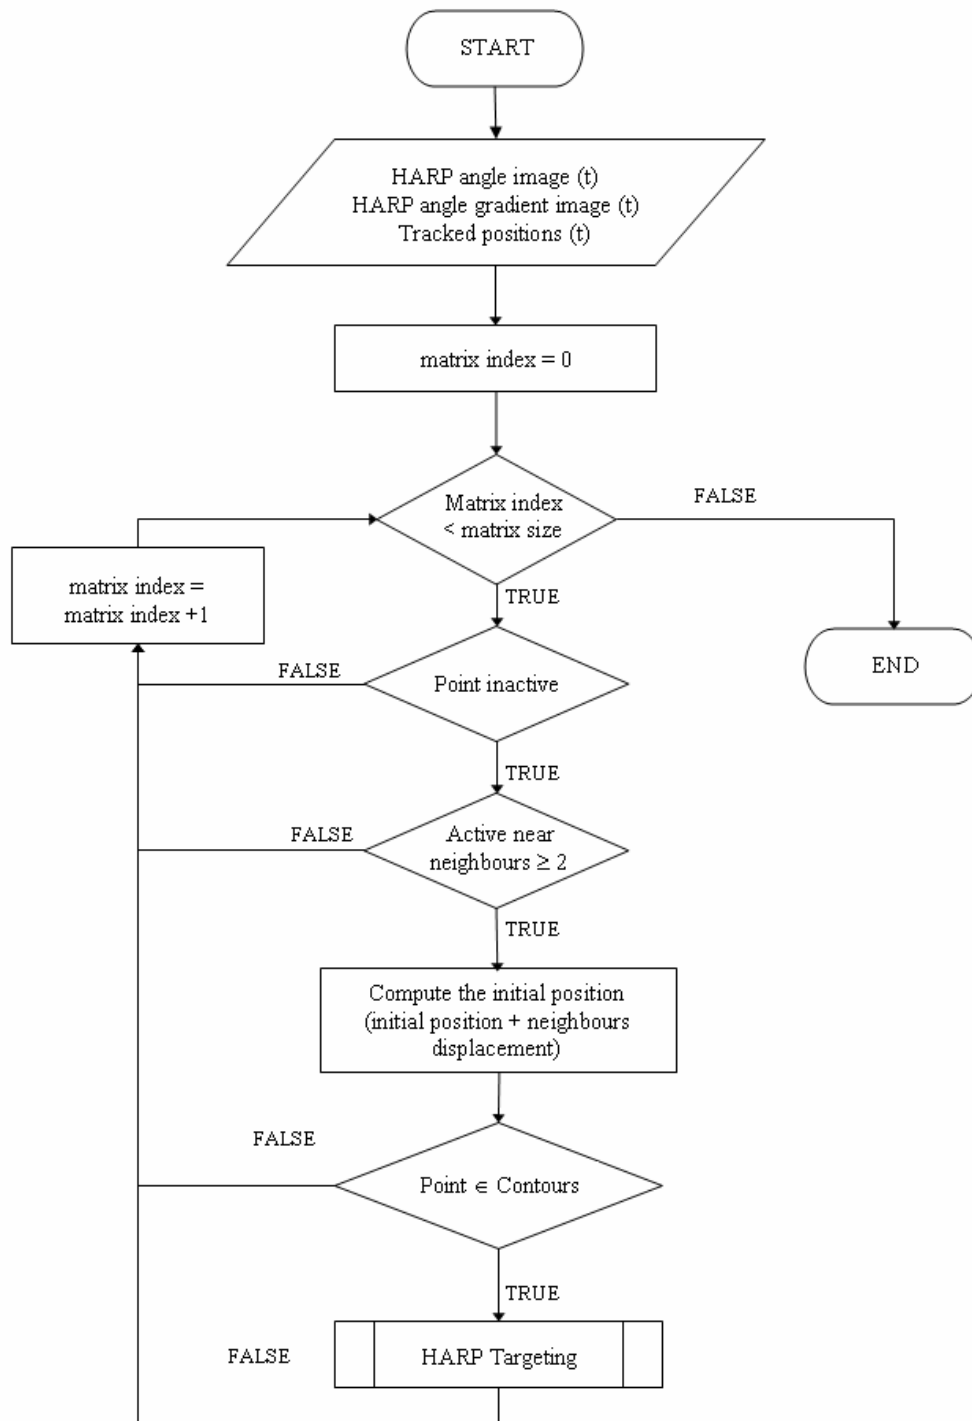 START
HARP angle image (t)
HARP angle gradient image (t)
Tracked positions (t)
matrix index = 0
Matrix index
< matrix size
FALSE
TRUE
matrix index =
matrix index +1
FALSE
Point inactive
END
TRUE
FALSE
Active near
neighbours ≥ 2
TRUE
Compute the initial position
(initial position + neighbours
displacement)
FALSE
Point ∈ Contours
TRUE
FALSE
HARP Targeting